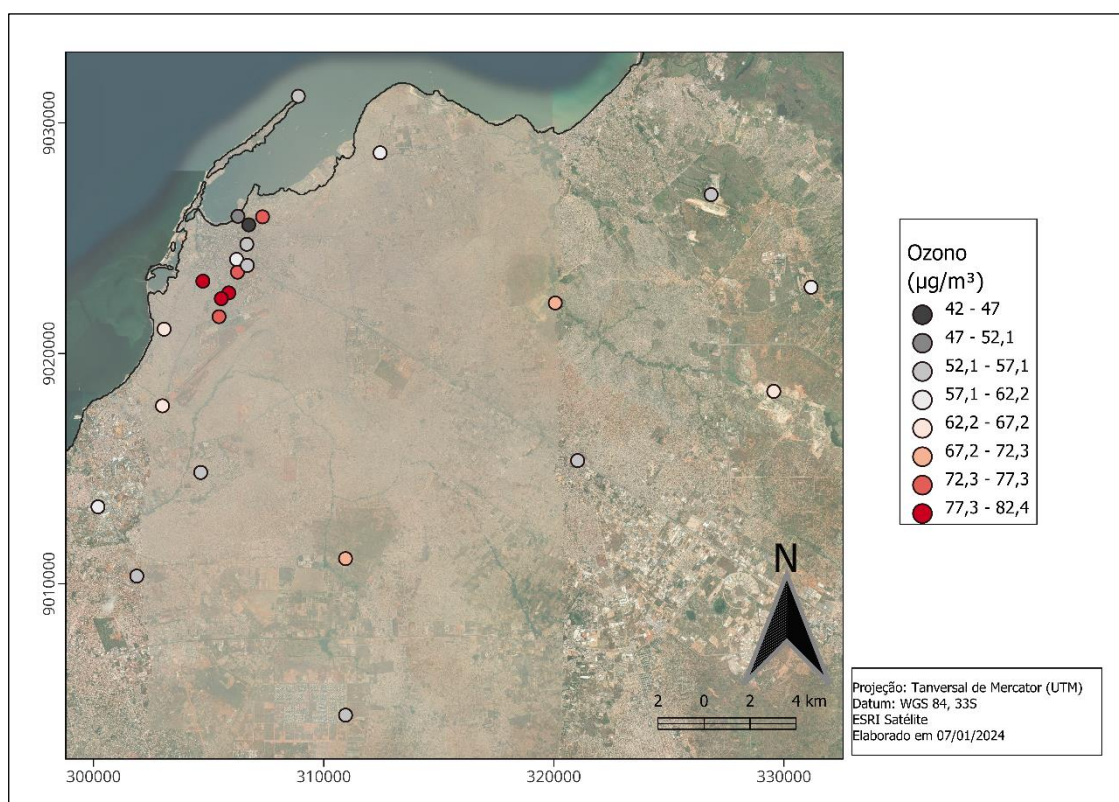 9030000
9020000
9010000
300000
310000
320000
330000
Ozono
(µg/m³)
42 - 47
47 - 52,1
52,1 - 57,1
57,1 - 62,2
62,2 - 67,2
67,2 - 72,3
72,3 - 77,3
77,3 - 82,4
N
2 0 2 4 km
Projeção: Tanversal de Mercator (UTM)
Datum: WGS 84, 33S
ESRI Satélite
Elaborado em 07/01/2024